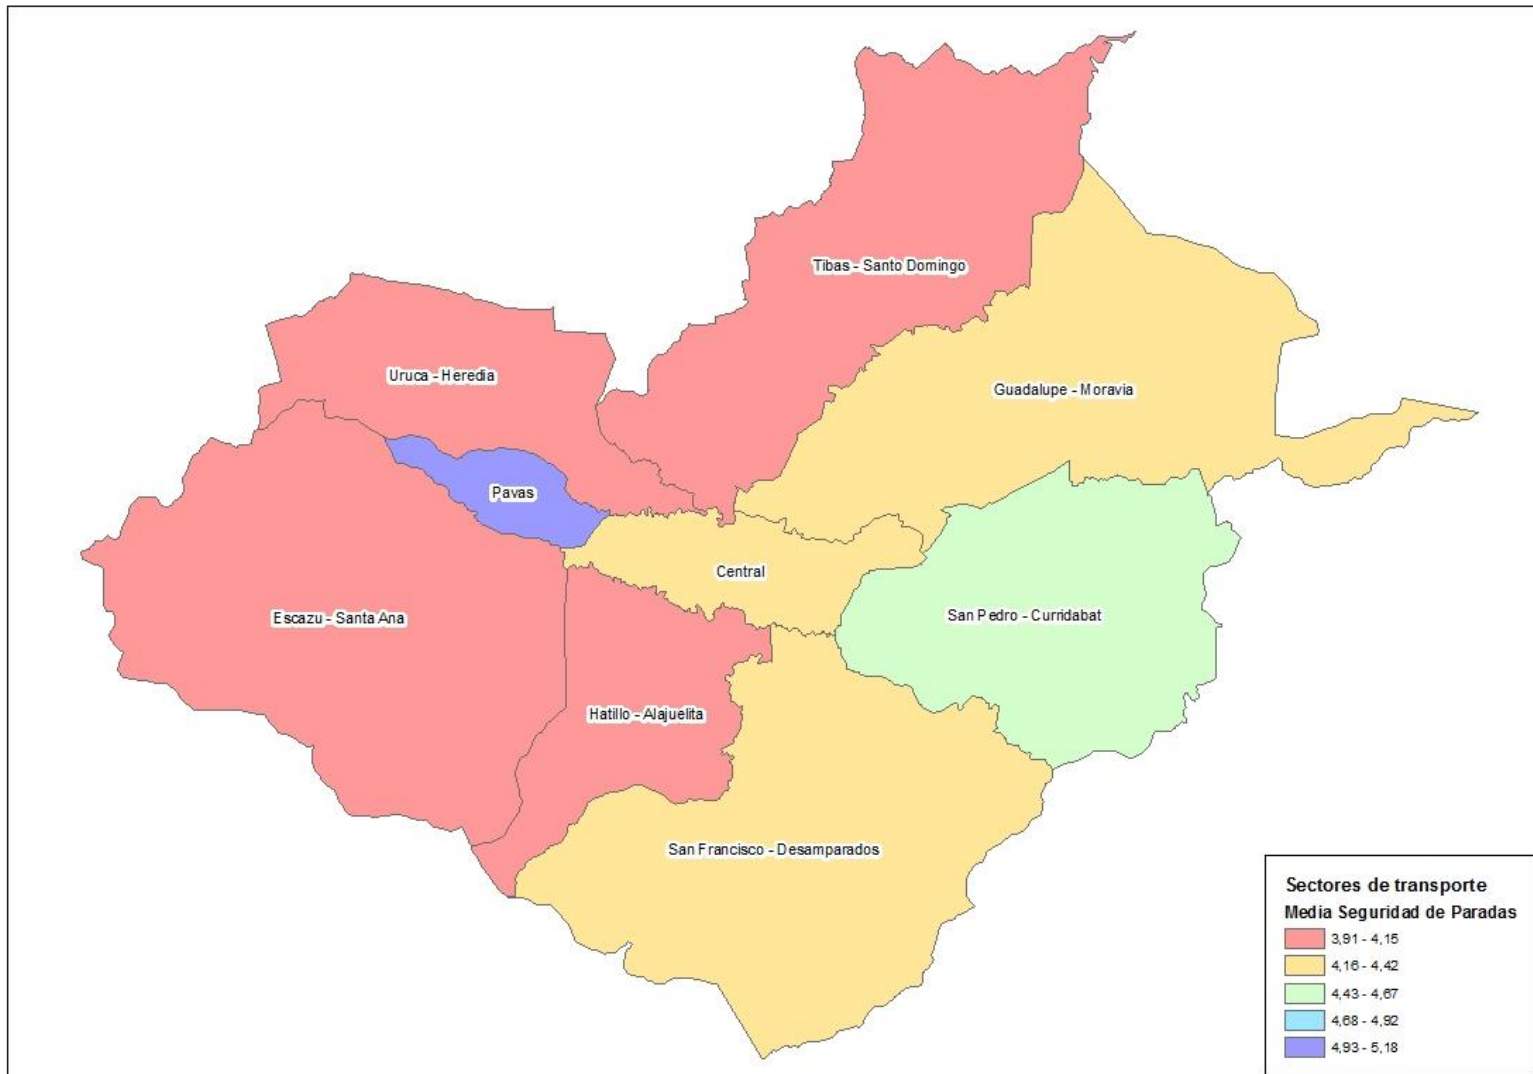 Tibas - Santo Domingo
Uruca - Heredia
Guadalupe - Moravia
Pavas
Central
Escazu - Santa Ana
San Pedro - Curridabat
Hatillo - Alajuelita
San Francisco - Desamparados
Sectores de transporte
Media Seguridad de Paradas
3,91 - 4,15
4,16 - 4,42
4,43 - 4,67
4,68 - 4,92
4,93 - 5,18